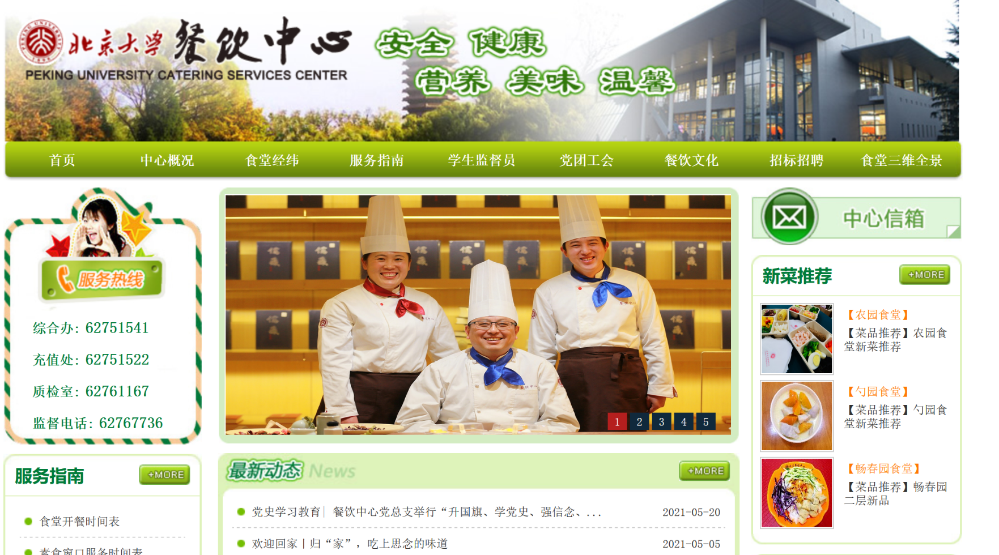 北京大学 餐饮中心
PEKING UNIVERSITY CATERING SERVICES CENTER
安全 健康
营养 美味 温馨
首页 中心概况 食堂经纬 服务指南 学生监督员 党团工会 餐饮文化 招标招聘 食堂三维全景
服务热线
综合办: 62751541
充值处: 62751522
质检室: 62761167
监督电话: 62767736
服务指南 +MORE
食堂开餐时间表
素食窗口服务时间表
1 2 3 4 5
最新动态 News +MORE
党史学习教育| 餐饮中心党总支举行“升国旗、学党史、强信念、... 2021-05-20
欢迎回家丨归“家”，吃上思念的味道 2021-05-05
中心信箱
新菜推荐 +MORE
【农园食堂】
【菜品推荐】农园食
堂新菜推荐
【勺园食堂】
【菜品推荐】勺园食
堂新菜推荐
【畅春园食堂】
【菜品推荐】畅春园
二层新品